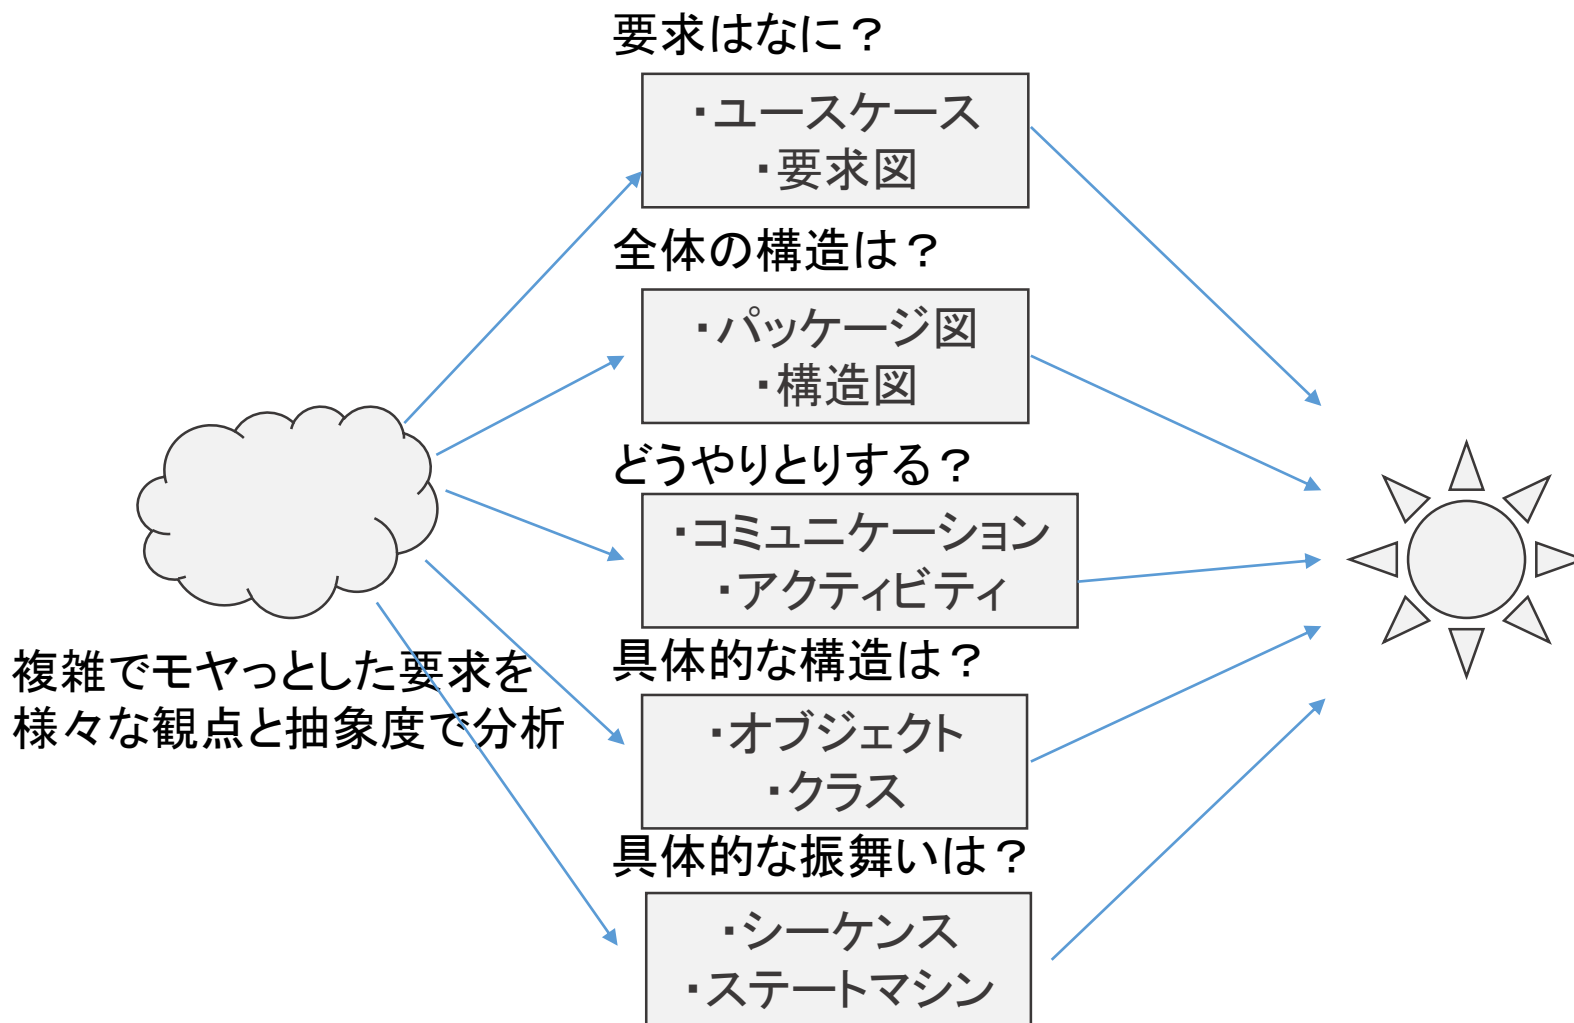 要求はなに？
・ユースケース
・要求図
全体の構造は？
・パッケージ図
・構造図
どうやりとりする？
・コミュニケーション
・アクティビティ
複雑でモヤっとした要求を
様々な観点と抽象度で分析
具体的な構造は？
・オブジェクト
・クラス
具体的な振舞いは？
・シーケンス
・ステートマシン